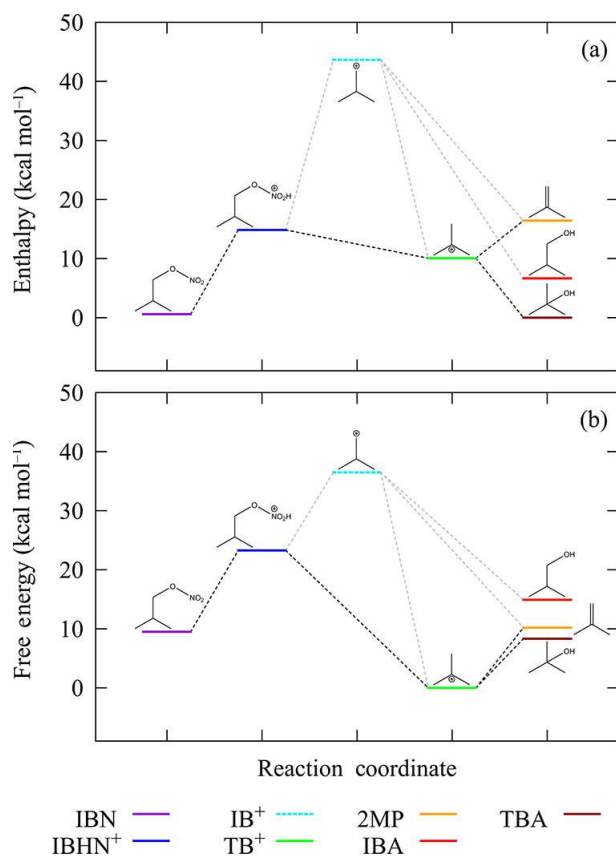 50
(a)
40
30
20
10
0
Enthalpy (kcal mol⁻¹)
⊕
O
⊕
NO₂H
O
NO₂
⊕
OH
OH
50
(b)
40
30
20
10
0
Free energy (kcal mol⁻¹)
⊕
O
⊕
NO₂H
O
NO₂
⊕
OH
OH
Reaction coordinate
IBN IB⁺ 2MP TBA
IBHN⁺ TB⁺ IBA